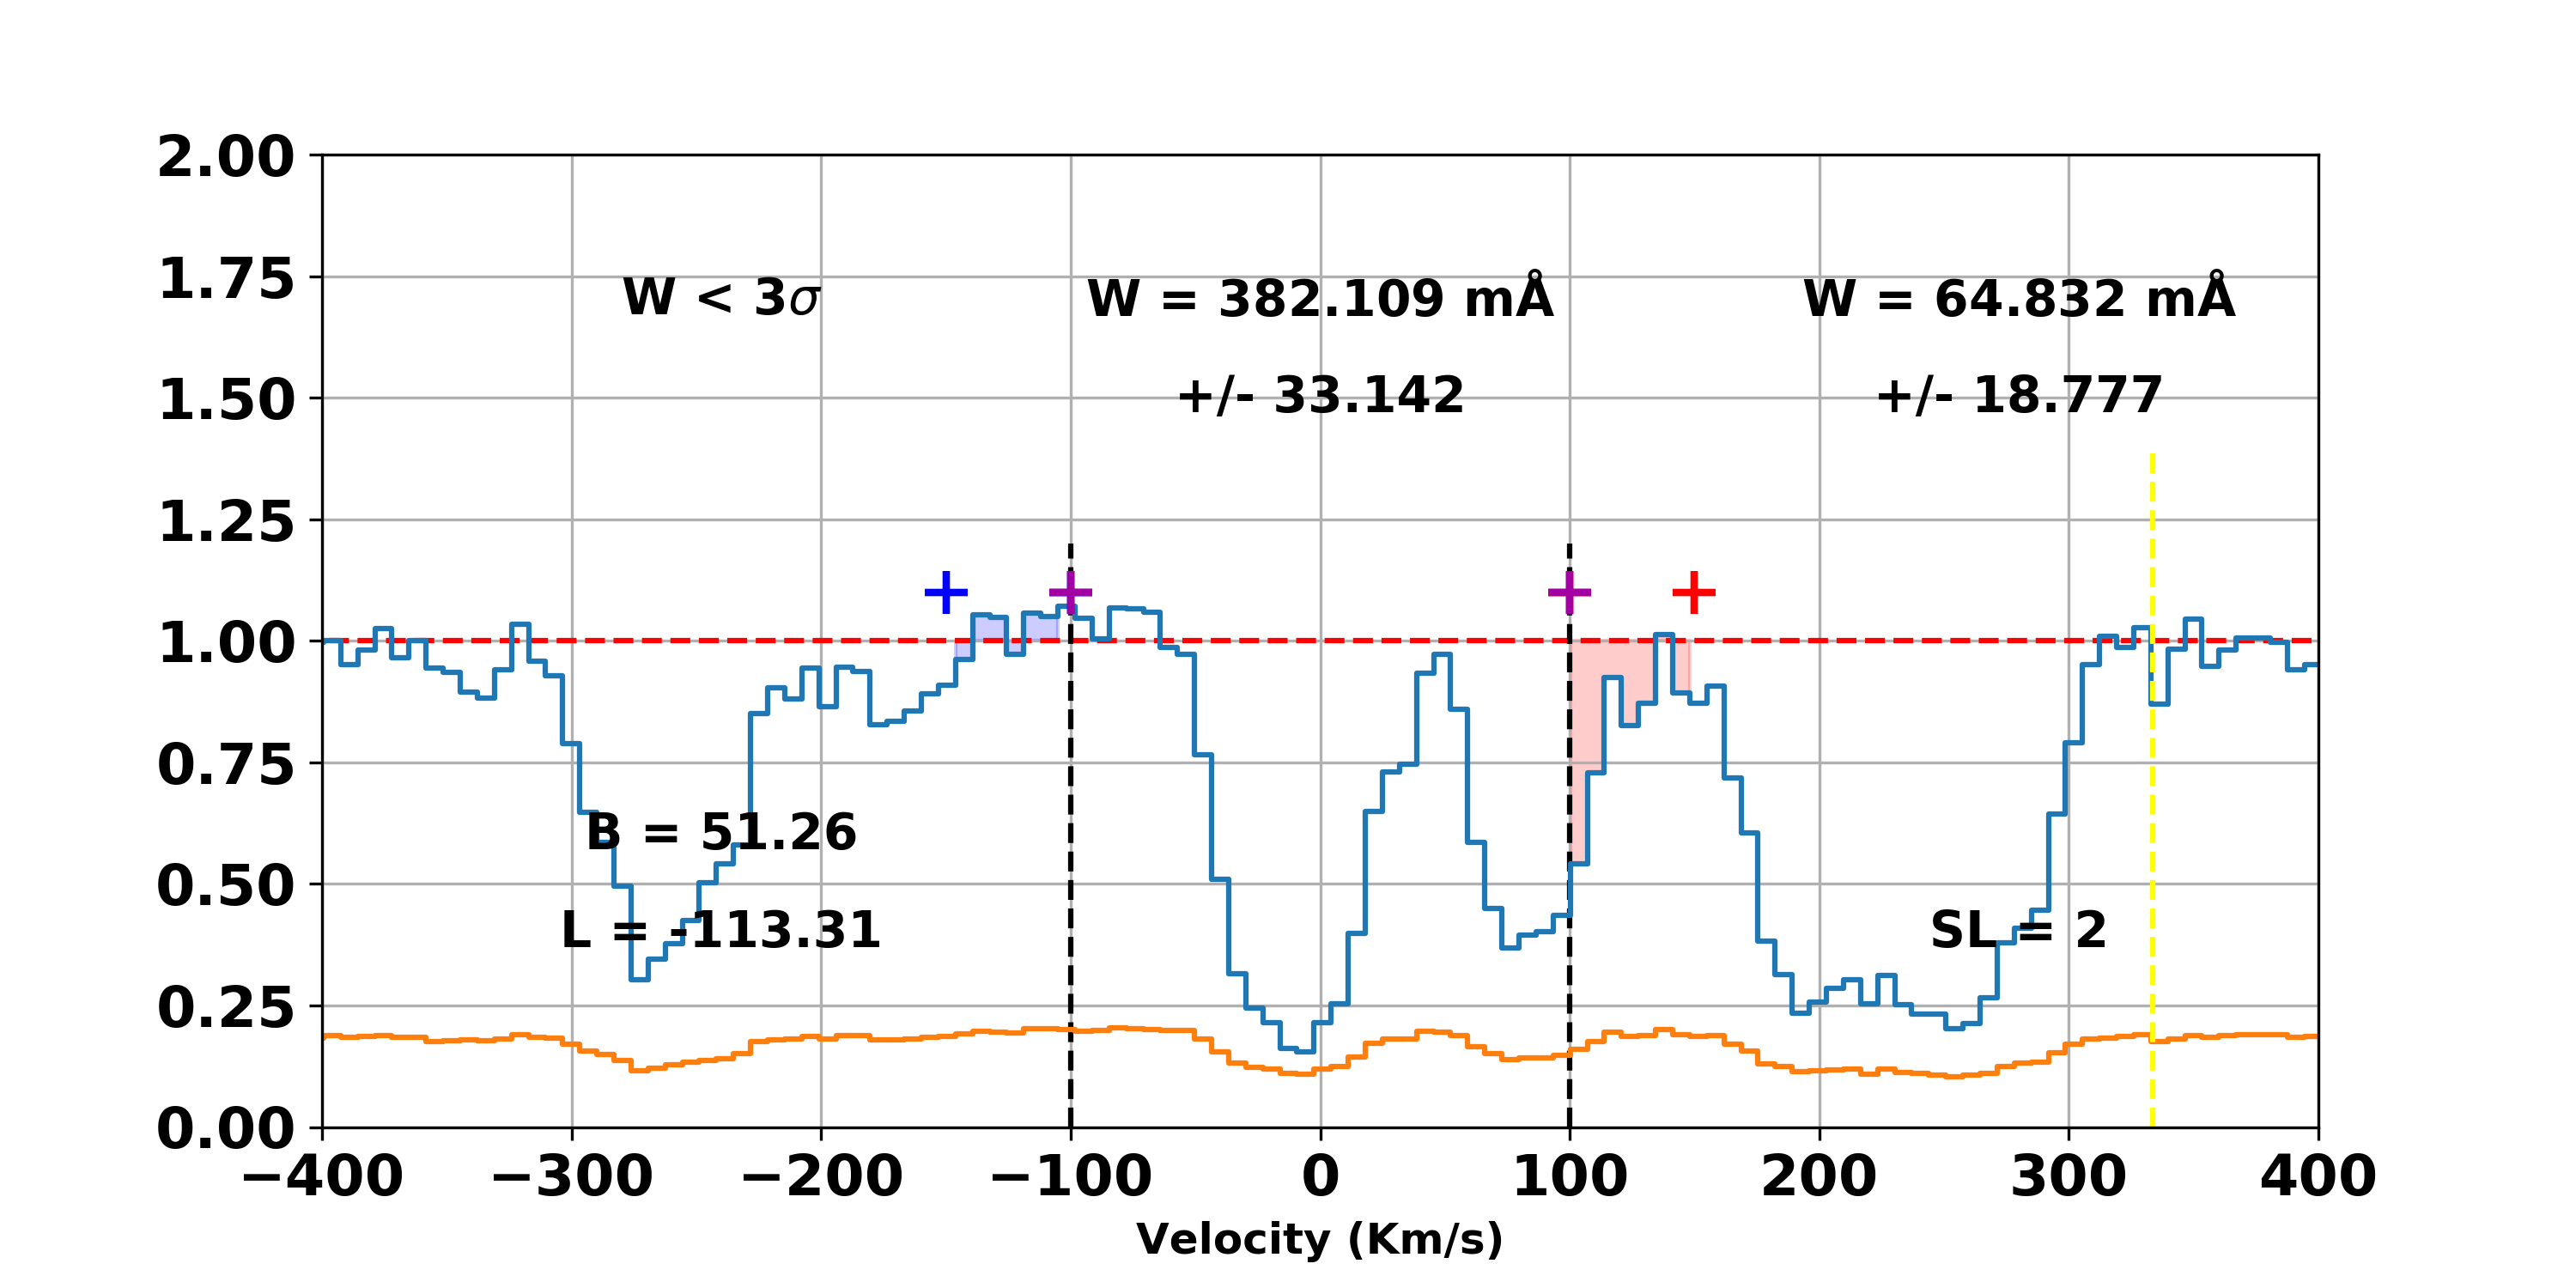 2.00
1.75
1.50
1.25
1.00
0.75
0.50
0.25
0.00
W < 3σ
W = 382.109 mÅ
+/- 33.142
W = 64.832 mÅ
+/- 18.777
B = 51.26
L = -113.31
SL = 2
−400 −300 −200 −100 0 100 200 300 400
Velocity (Km/s)